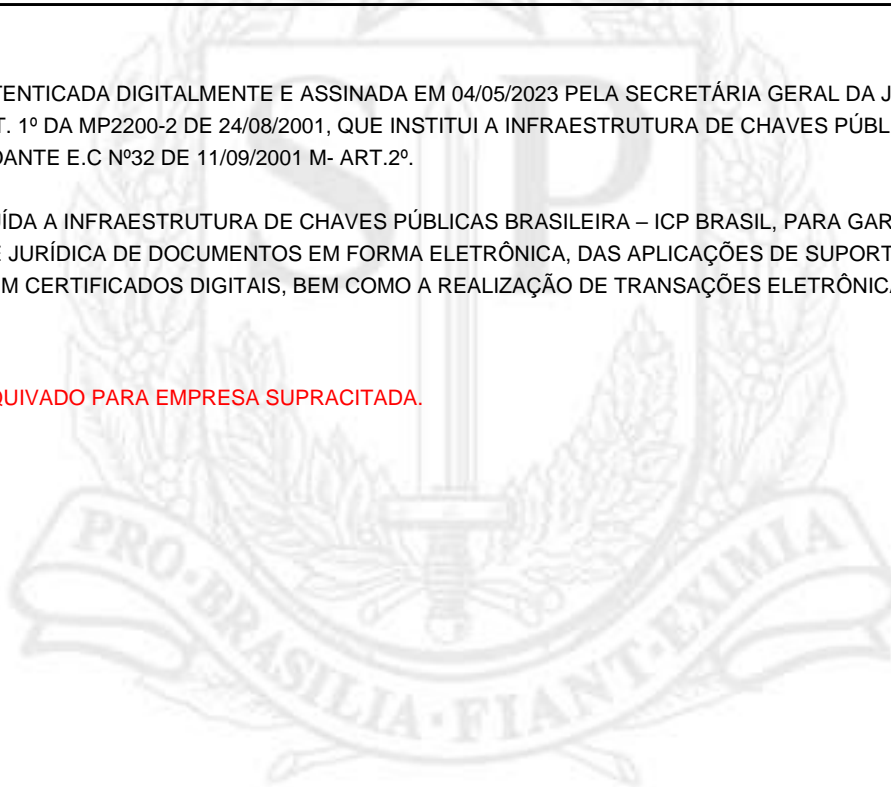 TENTICADA DIGITALMENTE E ASSINADA EM 04/05/2023 PELA SECRETÁRIA GERAL DA J
T. 1º DA MP2200-2 DE 24/08/2001, QUE INSTITUI A INFRAESTRUTURA DE CHAVES PÚBL
DANTE E.C Nº32 DE 11/09/2001 M- ART.2º.
UÍDA A INFRAESTRUTURA DE CHAVES PÚBLICAS BRASILEIRA – ICP BRASIL, PARA GAR
E JURÍDICA DE DOCUMENTOS EM FORMA ELETRÔNICA, DAS APLICAÇÕES DE SUPORT
M CERTIFICADOS DIGITAIS, BEM COMO A REALIZAÇÃO DE TRANSAÇÕES ELETRÔNICA
QUIVADO PARA EMPRESA SUPRACITADA.
SP
PRO·BRASILIA·FIANT·EXIMIA